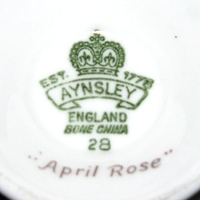 EST. 1775
AYNSLEY
ENGLAND
BONE CHINA
28
"April Rose"